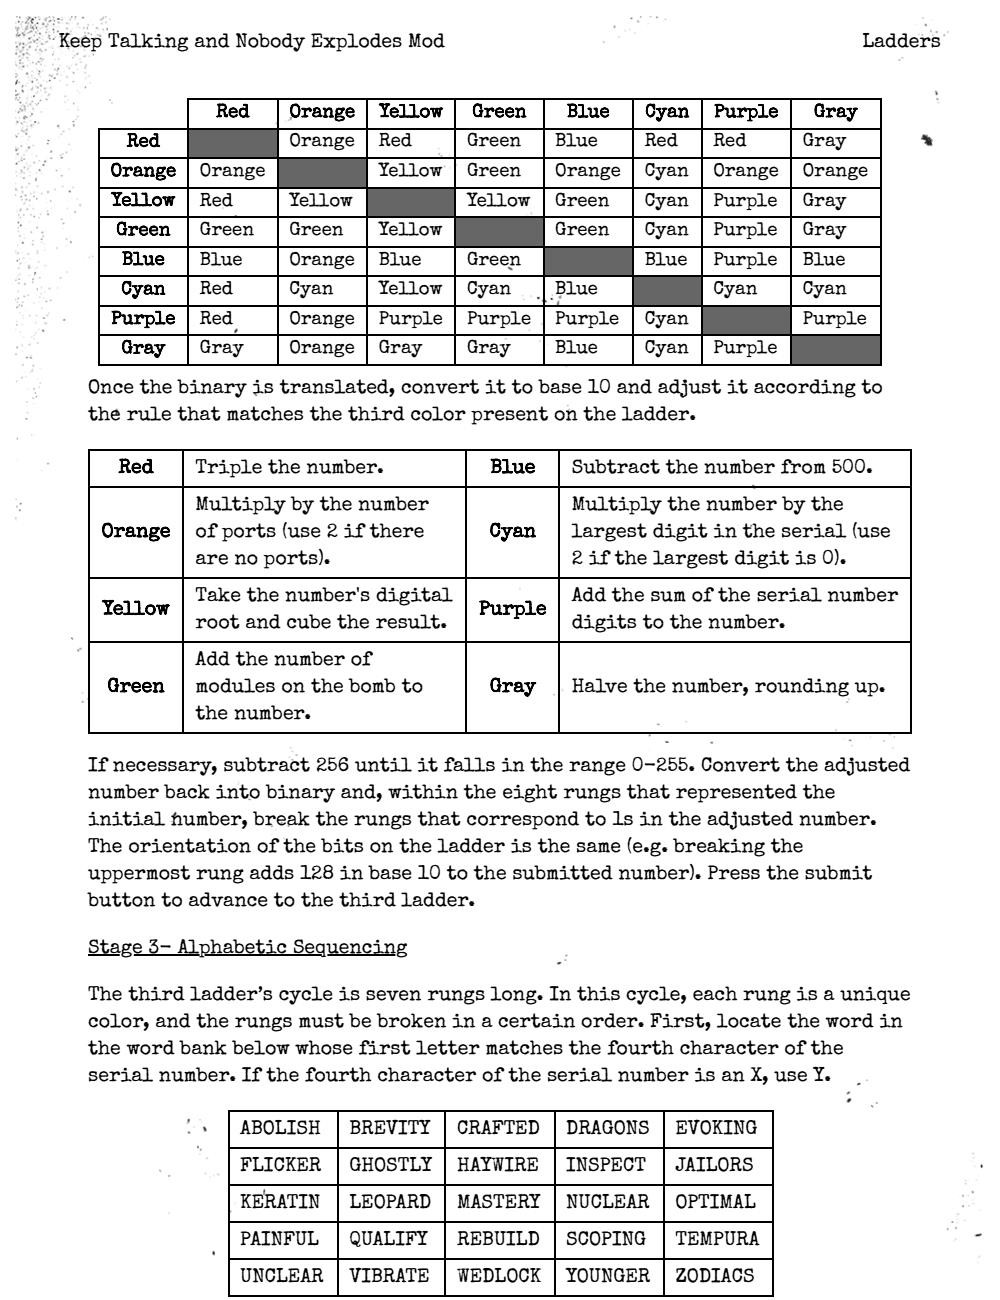 Keep Talking and Nobody Explodes Mod Ladders
Red Orange Yellow Green Blue Cyan Purple Gray
Red Orange Red Green Blue Red Red Gray
Orange Orange Yellow Green Orange Cyan Orange Orange
Yellow Red Yellow Yellow Green Cyan Purple Gray
Green Green Green Yellow Green Cyan Purple Gray
Blue Blue Orange Blue Green Blue Purple Blue
Cyan Red Cyan Yellow Cyan Blue Cyan Cyan
Purple Red Orange Purple Purple Purple Cyan Purple
Gray Gray Orange Gray Gray Blue Cyan Purple
Once the binary is translated, convert it to base 10 and adjust it according to
the rule that matches the third color present on the ladder.
Red Triple the number. Blue Subtract the number from 500.
Orange
Multiply by the number
of ports (use 2 if there
are no ports).
Cyan
Multiply the number by the
largest digit in the serial (use
2 if the largest digit is 0).
Yellow
Take the number's digital
root and cube the result.
Purple
Add the sum of the serial number
digits to the number.
Green
Add the number of
modules on the bomb to
the number.
Gray Halve the number, rounding up.
If necessary, subtract 256 until it falls in the range 0-255. Convert the adjusted
number back into binary and, within the eight rungs that represented the
initial number, break the rungs that correspond to 1s in the adjusted number.
The orientation of the bits on the ladder is the same (e.g. breaking the
uppermost rung adds 128 in base 10 to the submitted number). Press the submit
button to advance to the third ladder.
Stage 3- Alphabetic Sequencing
The third ladder's cycle is seven rungs long. In this cycle, each rung is a unique
color, and the rungs must be broken in a certain order. First, locate the word in
the word bank below whose first letter matches the fourth character of the
serial number. If the fourth character of the serial number is an X, use Y.
ABOLISH BREVITY CRAFTED DRAGONS EVOKING
FLICKER GHOSTLY HAYWIRE INSPECT JAILORS
KERATIN LEOPARD MASTERY NUCLEAR OPTIMAL
PAINFUL QUALIFY REBUILD SCOPING TEMPURA
UNCLEAR VIBRATE WEDLOCK YOUNGER ZODIACS